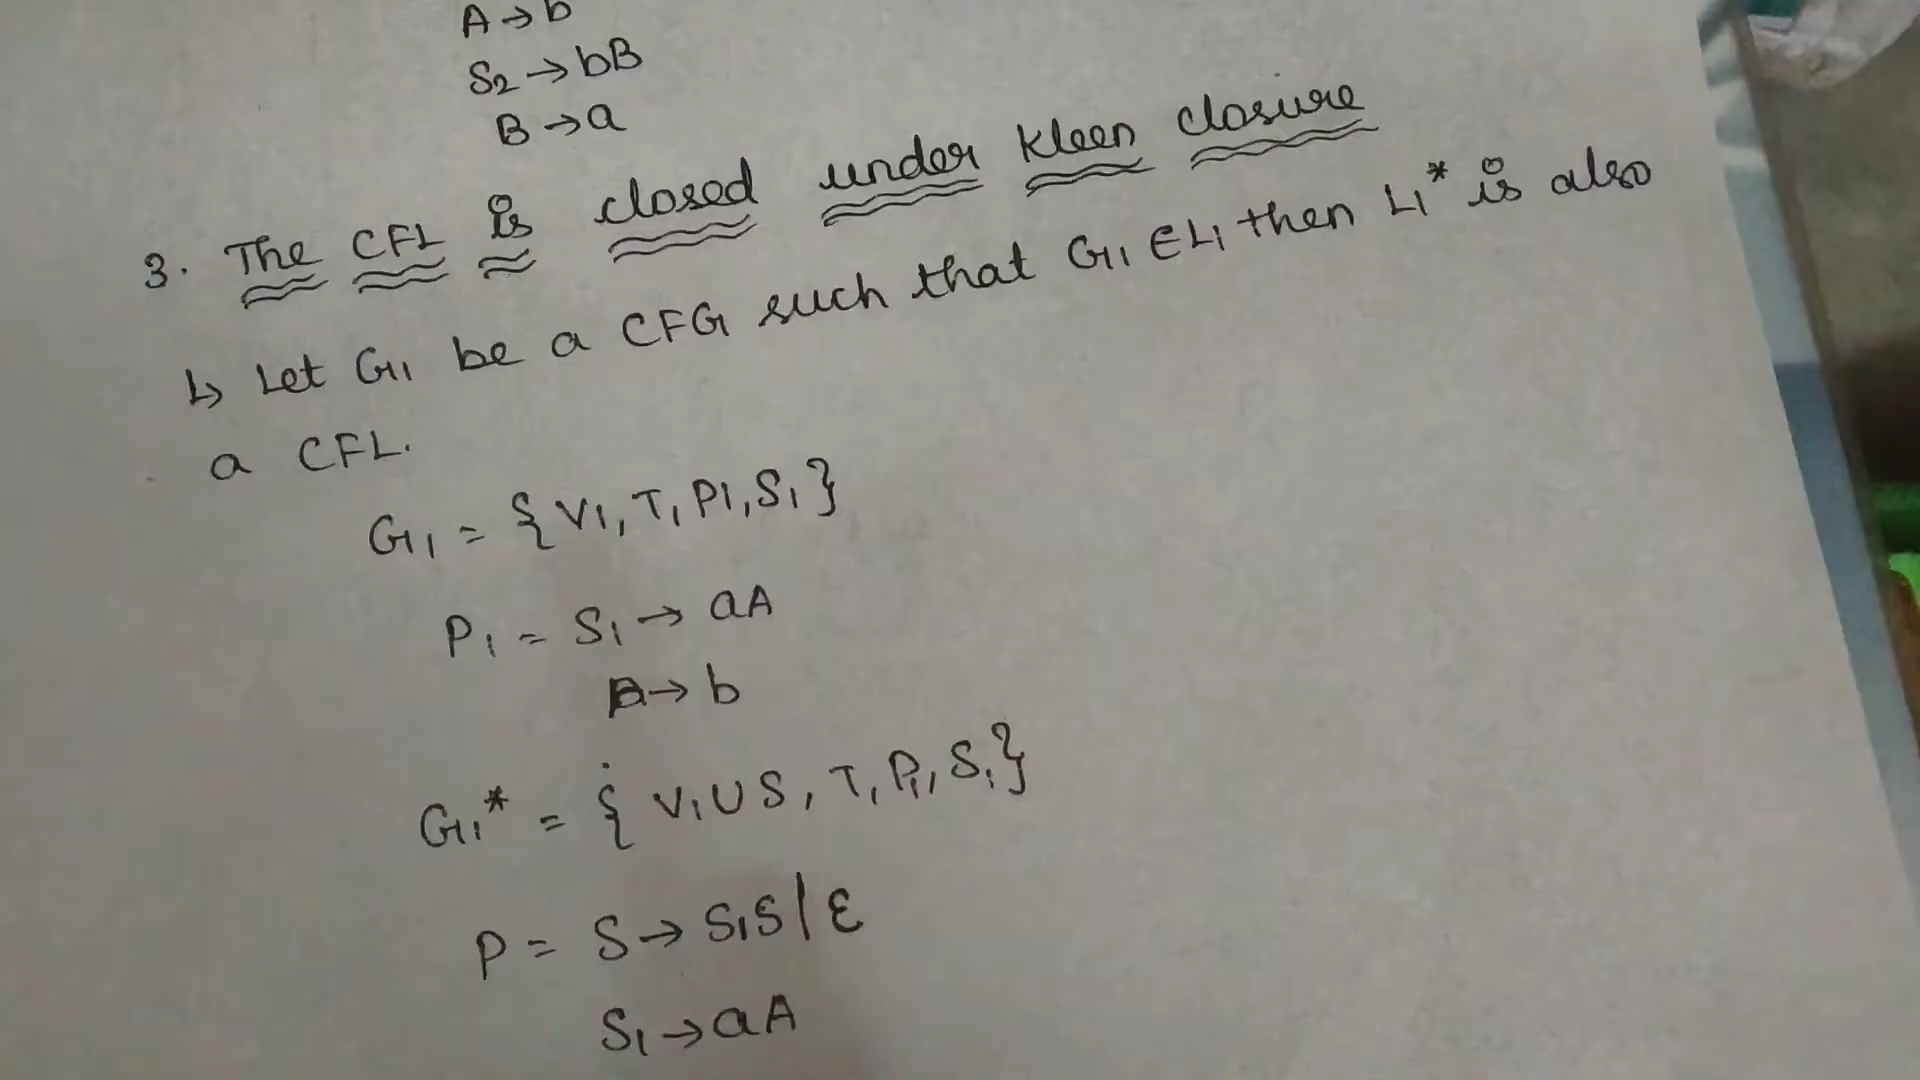 A → b
S2 → bB
B → a
3. The CFL is closed under kleen closure
↳ Let G1 be a CFG such that G1 ∈ L1 then L1* is also
a CFL.
G1 = { V1, T, P1, S1 }
P1 = S1 → aA
A → b
G1* = { V1 U S, T, P1, S1 }
P = S → S1S | ε
S1 → aA